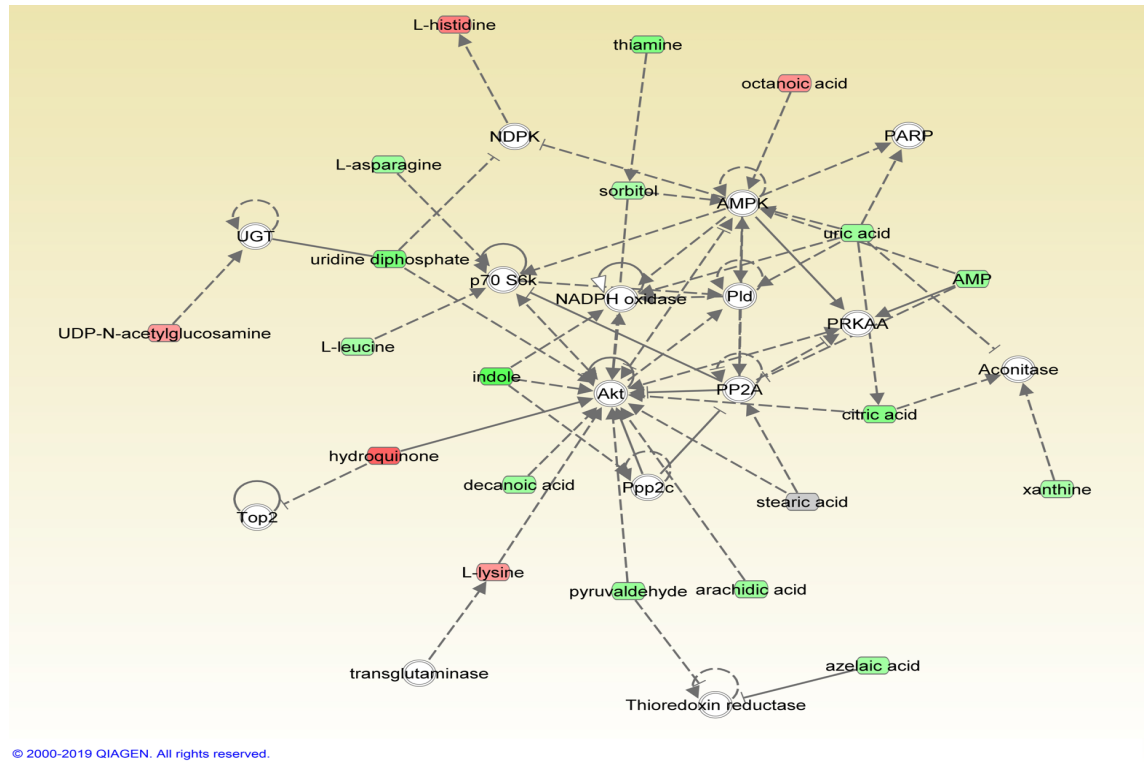 L-histidine
thiamine
octanoic acid
NDPK
PARP
L-asparagine
sorbitol
AMPK
UGT
uric acid
uridine diphosphate
p70 S6k
AMP
NADPH oxidase
Pld
UDP-N-acetylglucosamine
PRKAA
L-leucine
Aconitase
indole
Akt
PP2A
citric acid
hydroquinone
decanoic acid
Ppp2c
xanthine
stearic acid
Top2
L-lysine
pyruvaldehyde
arachidic acid
transglutaminase
azelaic acid
Thioredoxin reductase
© 2000-2019 QIAGEN. All rights reserved.